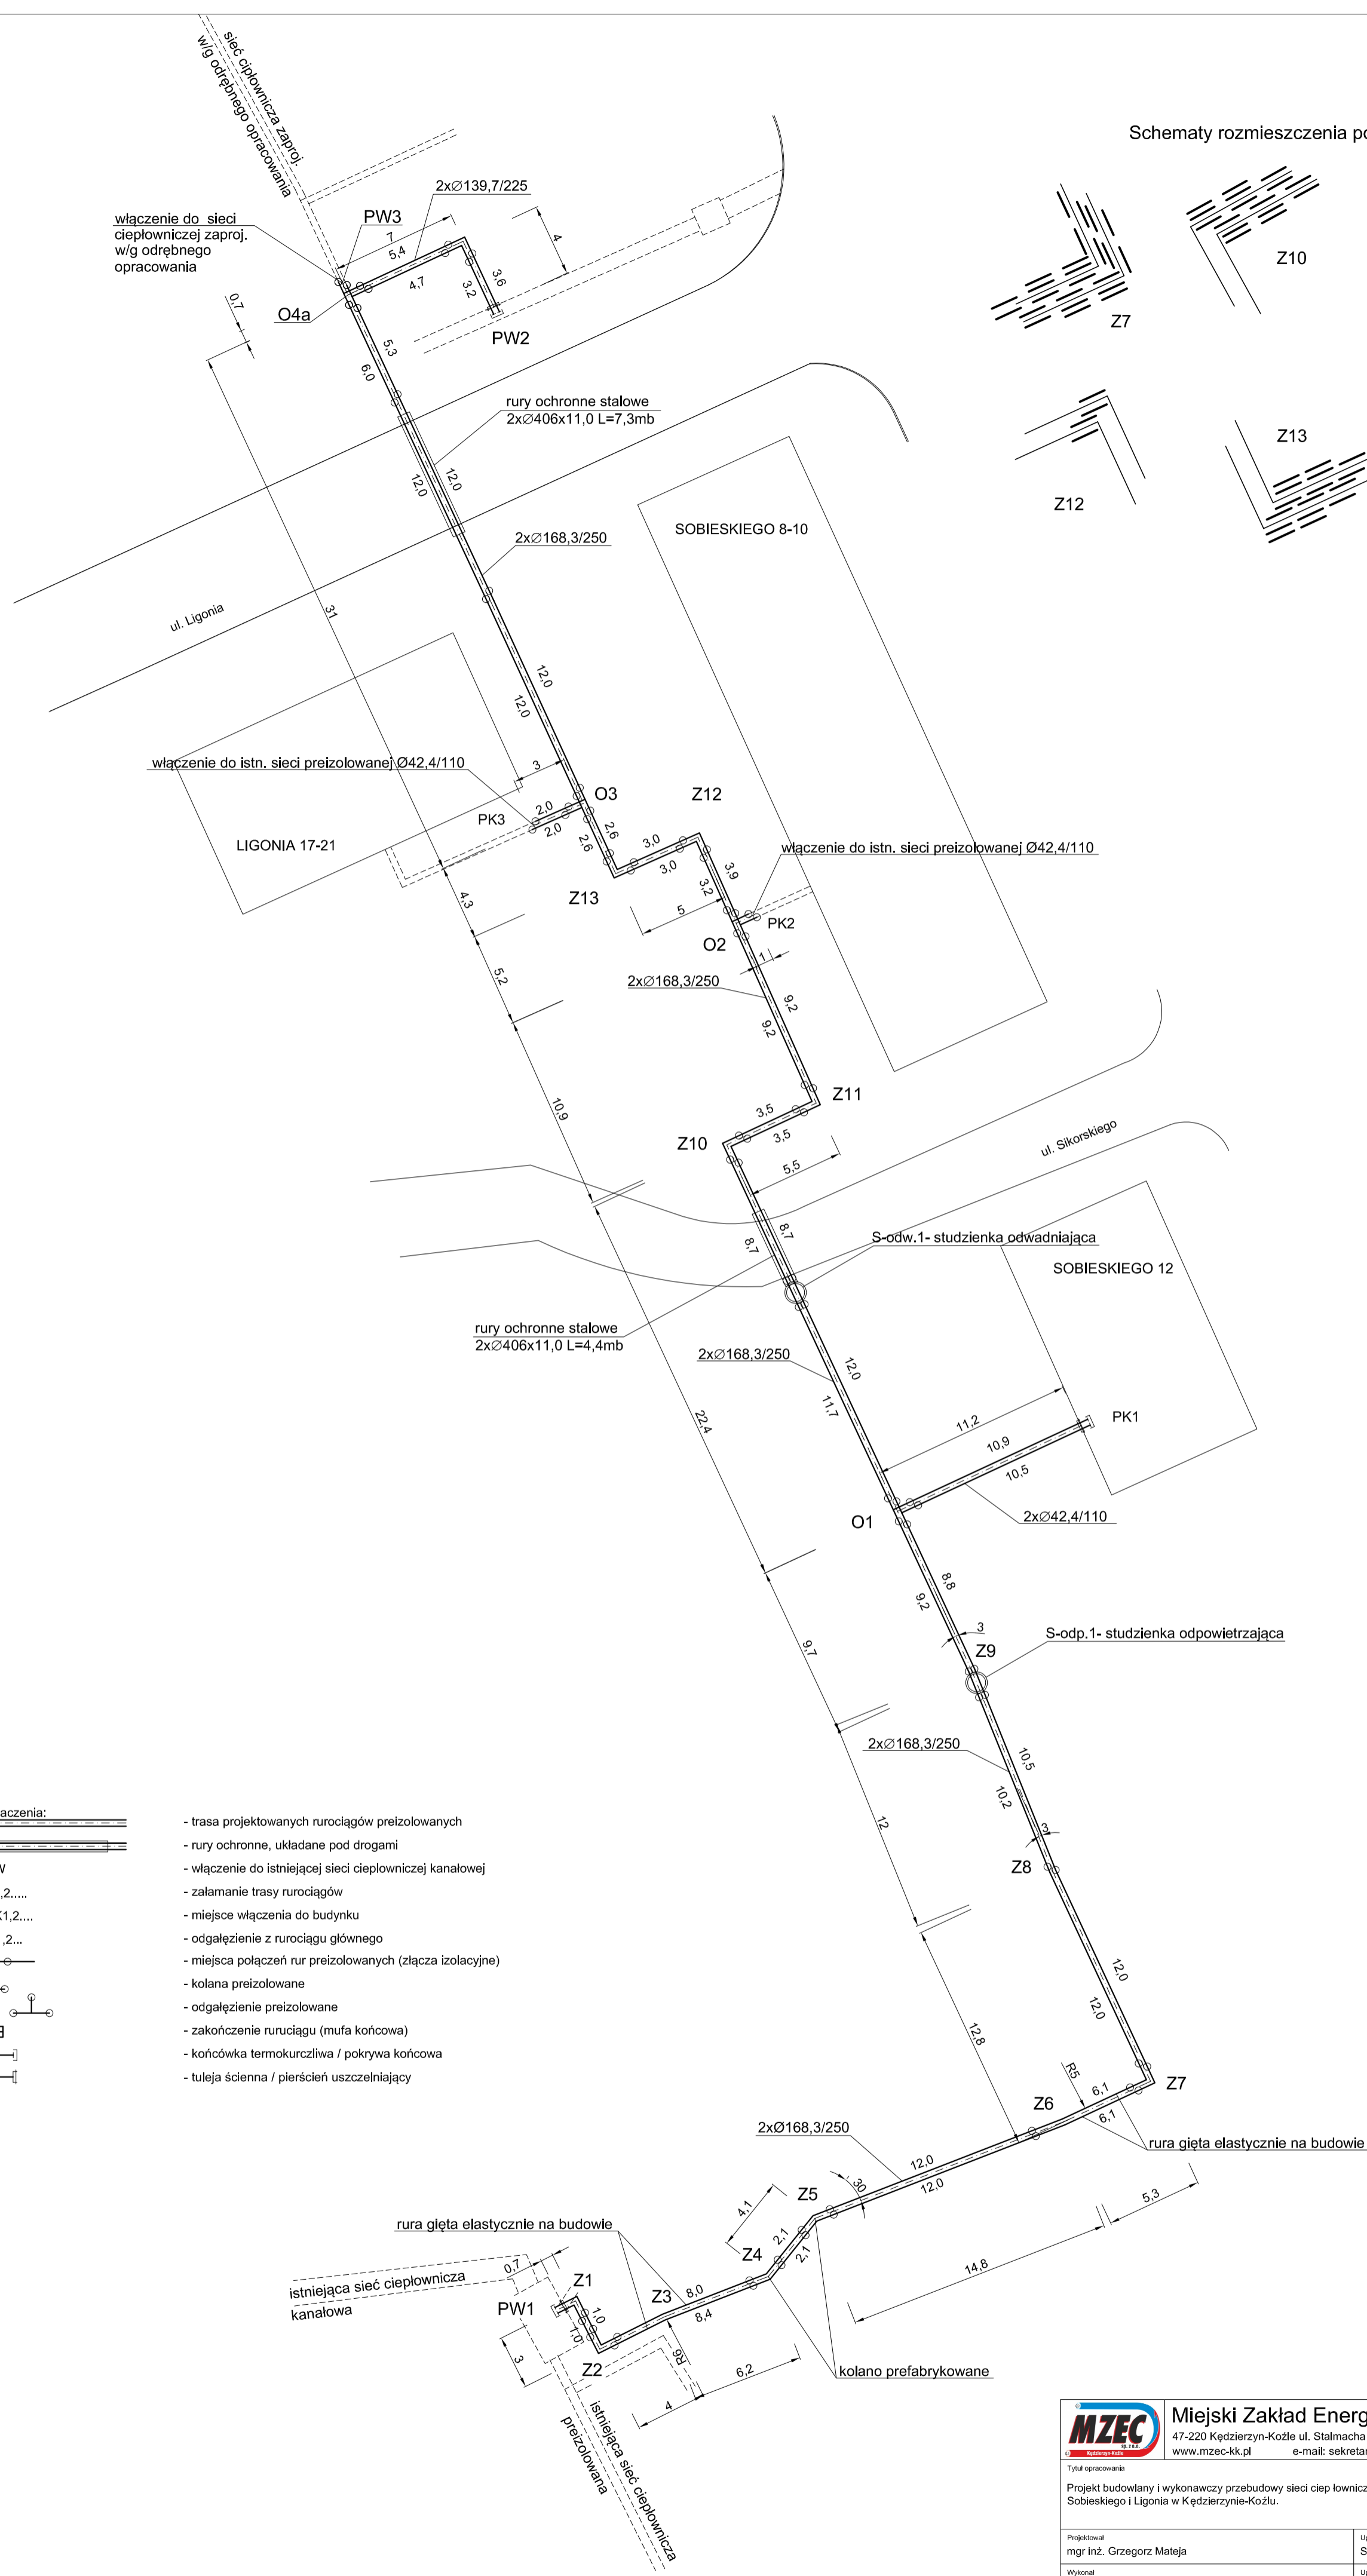 sieć cipłownicza zaproj.
w/g odrębnego opracowania
Schematy rozmieszczenia
włączenie do sieci
ciepłowniczej zaproj.
w/g odrębnego
opracowania
2xØ139,7/225
PW3
7
5,4
4,7
4
3,6
3,2
PW2
O4a
0,7
5,3
6,0
Z7
Z10
Z12
Z13
rury ochronne stalowe
2xØ406x11,0 L=7,3mb
12,0
12,0
2xØ168,3/250
SOBIESKIEGO 8-10
ul. Ligonia
31
12,0
12,0
włączenie do istn. sieci preizolowanej Ø42,4/110
3
O3
Z12
PK3
2,0
2,0
2,6
2,6
LIGONIA 17-21
3,0
3,0
włączenie do istn. sieci preizolowanej Ø42,4/110
3,9
3,2
Z13
5
PK2
O2
4,3
1
2xØ168,3/250
5,2
9,2
9,2
Z11
10,9
3,5
3,5
Z10
5,5
ul. Sikorskiego
8,7
8,7
S-odw.1- studzienka odwadniająca
SOBIESKIEGO 12
rury ochronne stalowe
2xØ406x11,0 L=4,4mb
2xØ168,3/250
12,0
11,7
22,4
11,2
10,9
10,5
PK1
2xØ42,4/110
O1
8,8
9,2
3
S-odp.1- studzienka odpowietrzająca
Z9
9,7
2xØ168,3/250
10,5
10,2
12
3
Z8
aczenia:
- trasa projektowanych rurociągów preizolowanych
- rury ochronne, układane pod drogami
W - włączenie do istniejącej sieci cieplowniczej kanałowej
,2..... - załamanie trasy rurociągów
K1,2.... - miejsce włączenia do budynku
,2... - odgałęzienie z rurociągu głównego
- miejsca połączeń rur preizolowanych (złącza izolacyjne)
- kolana preizolowane
- odgałęzienie preizolowane
- zakończenie ruruciągu (mufa końcowa)
- końcówka termokurczliwa / pokrywa końcowa
- tuleja ścienna / pierścień uszczelniający
12,0
12,0
12,8
R5
Z7
Z6
6,1
6,1
2xØ168,3/250
rura gięta elastycznie na budowie
12,0
12,0
30
Z5
4,1
5,3
rura gięta elastycznie na budowie
2,1
2,1
Z4
14,8
0,7
istniejąca sieć ciepłownicza
kanałowa
Z1
PW1
Z3
8,0
8,4
1,0
1,0
3
Z2
R6
6,2
4
kolano prefabrykowane
istniejąca sieć ciepłownicza
preizolowana
MZEC
sp. z o.o.
Kędzierzyn-Koźle
Miejski Zakład
47-220 Kędzierzyn-Koźle ul. Stalmacha
www.mzec-kk.pl e-mail:
Tytuł opracowania
Projekt budowlany i wykonawczy przebudowy sieci ciep
Sobieskiego i Ligonia w Kędzierzynie-Koźlu.
Projektował
mgr inż. Grzegorz Mateja
Wykonał